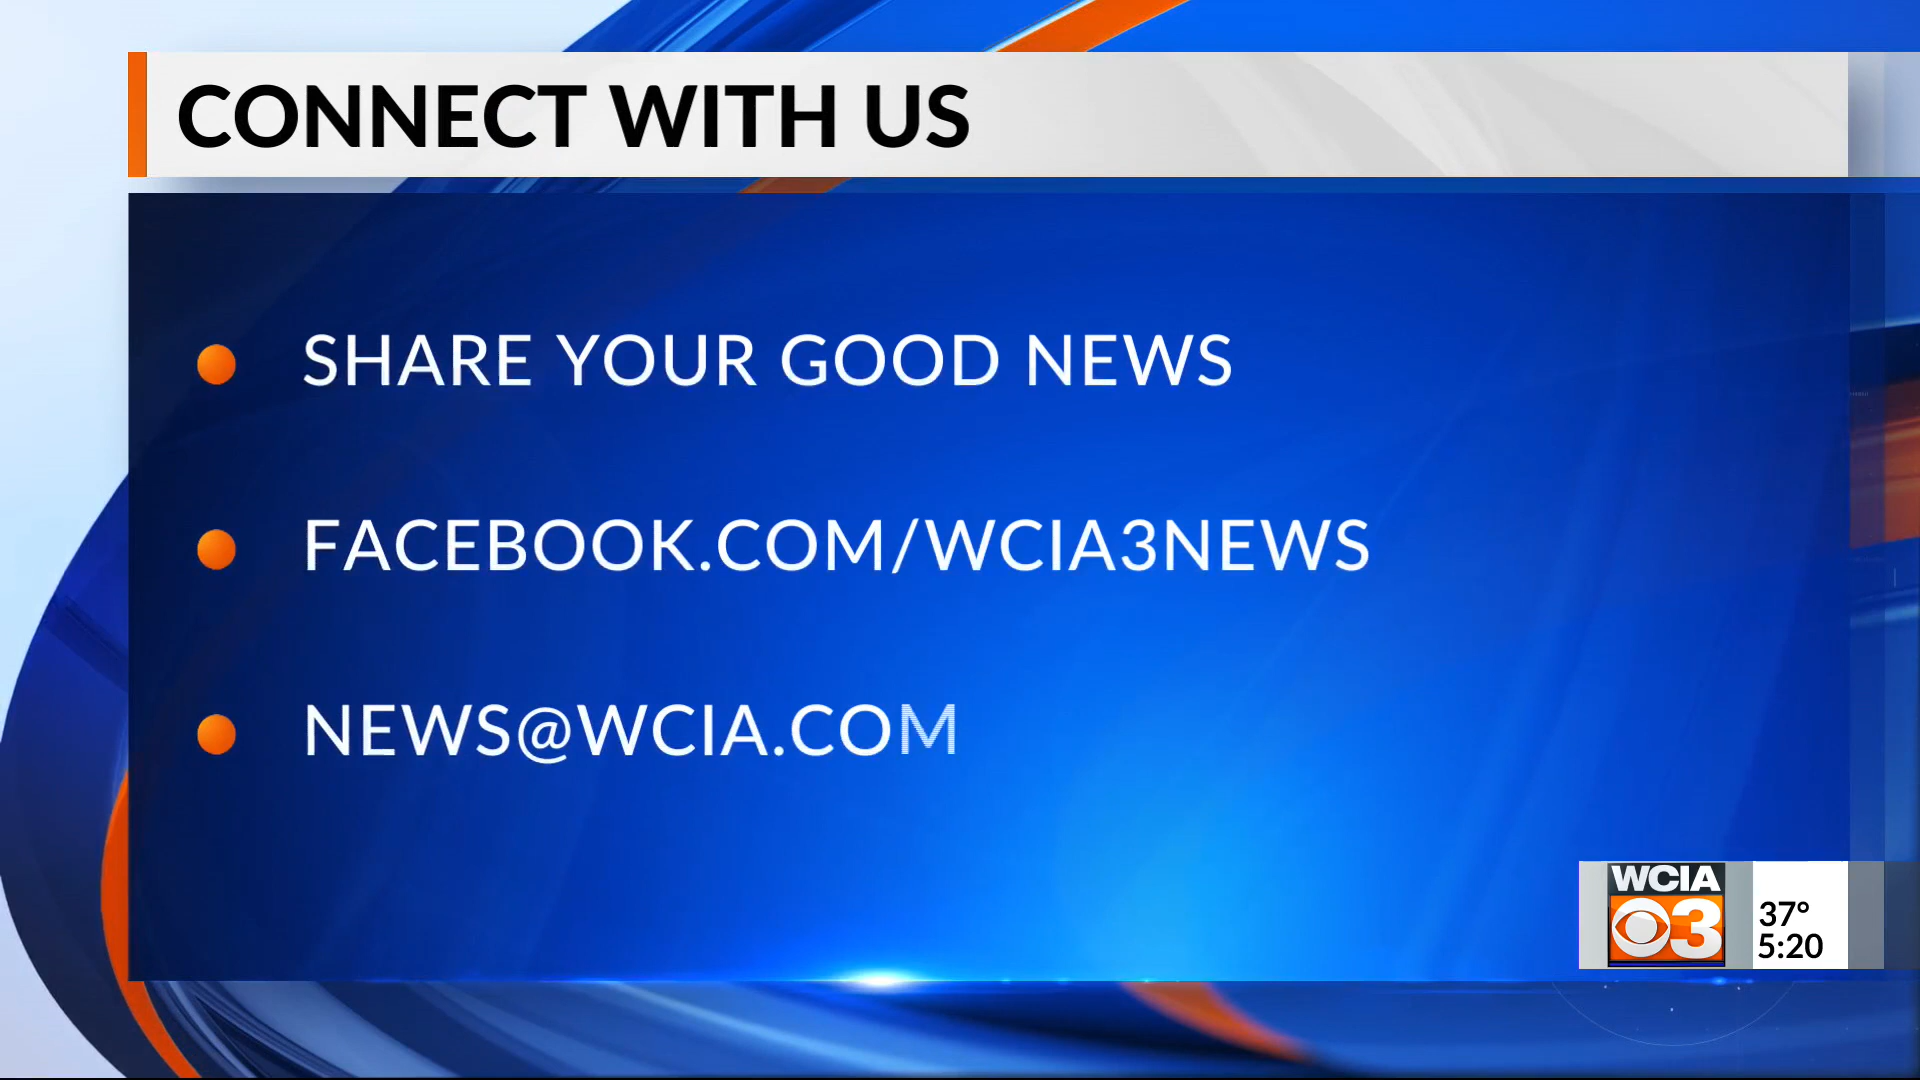 CONNECT WITH US
SHARE YOUR GOOD NEWS
FACEBOOK.COM/WCIA3NEWS
NEWS@WCIA.COM
WCIA
3
37°
5:20